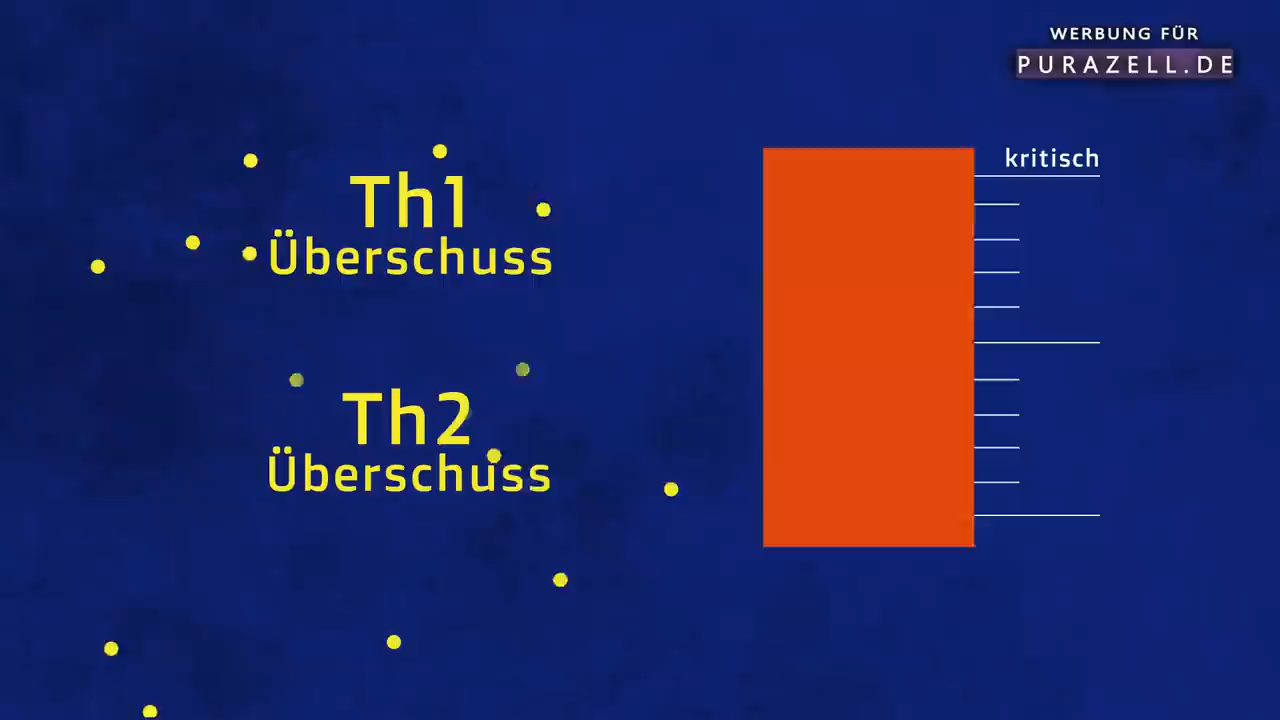 WERBUNG FÜR
PURAZELL.DE
kritisch
Th1
Überschuss
Th2
Überschuss